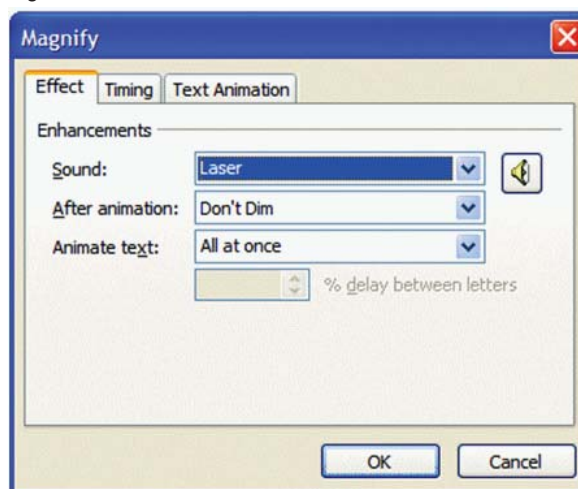 Magnify
Effect Timing Text Animation
Enhancements
Sound: Laser
After animation: Don't Dim
Animate text: All at once
% delay between letters
OK Cancel